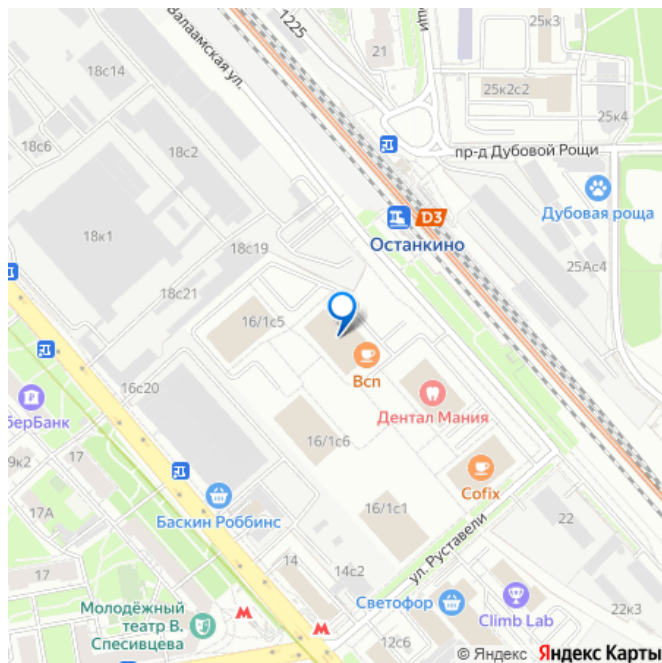 25к3
1225
Валаамская ул.
21
18с14
25к2с2
25к4
18с6
18с2
пр-д Дубовой Рощи
Дубовая роща
D3
18к1
18с19
Останкино
25Ас4
18с21
16/1с5
Всп
16с20
Дентал Мания
берБанк
9к2
17
16/1с6
Cofix
17А
Баскин Роббинс
16/1с1
22
ул. Руставели
17
14
14с2
Светофор
Climb Lab
22к3
Молодёжный
театр В.
Спесивцева
12с6
© Яндекс Яндекс Карты